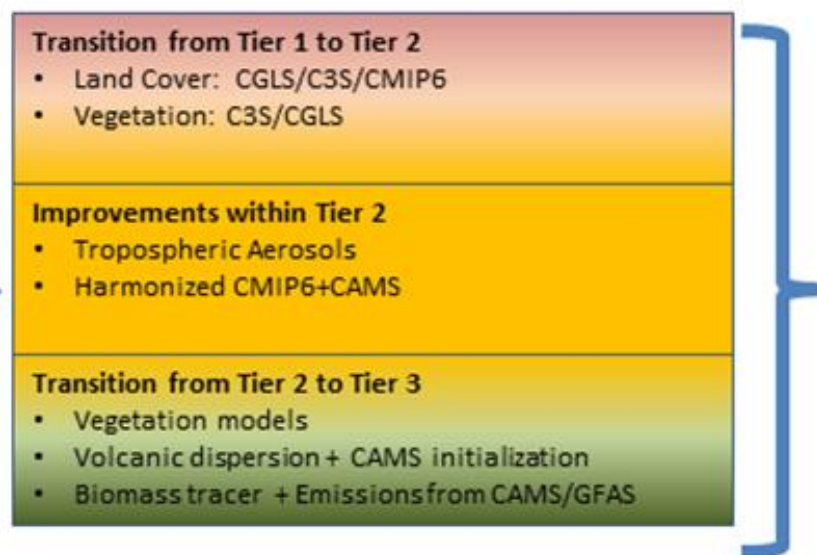 Transition from Tier 1 to Tier 2
• Land Cover: CGLS/C3S/CMIP6
• Vegetation: C3S/CGLS
Improvements within Tier 2
• Tropospheric Aerosols
• Harmonized CMIP6+CAMS
Transition from Tier 2 to Tier 3
• Vegetation models
• Volcanic dispersion + CAMS initialization
• Biomass tracer + Emissions from CAMS/GFAS